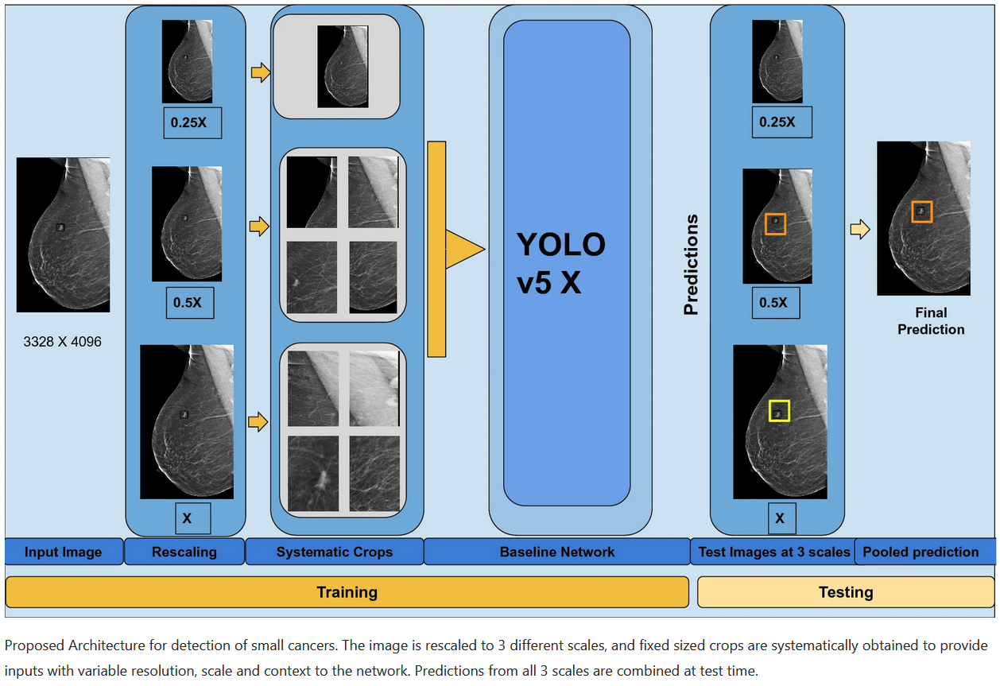 3328 X 4096
0.25X
0.5X
X
YOLO
v5 X
Predictions
0.25X
0.5X
X
Final
Prediction
Input Image
Rescaling
Systematic Crops
Baseline Network
Test Images at 3 scales
Pooled prediction
Training
Testing
Proposed Architecture for detection of small cancers. The image is rescaled to 3 different scales, and fixed sized crops are systematically obtained to provide
inputs with variable resolution, scale and context to the network. Predictions from all 3 scales are combined at test time.